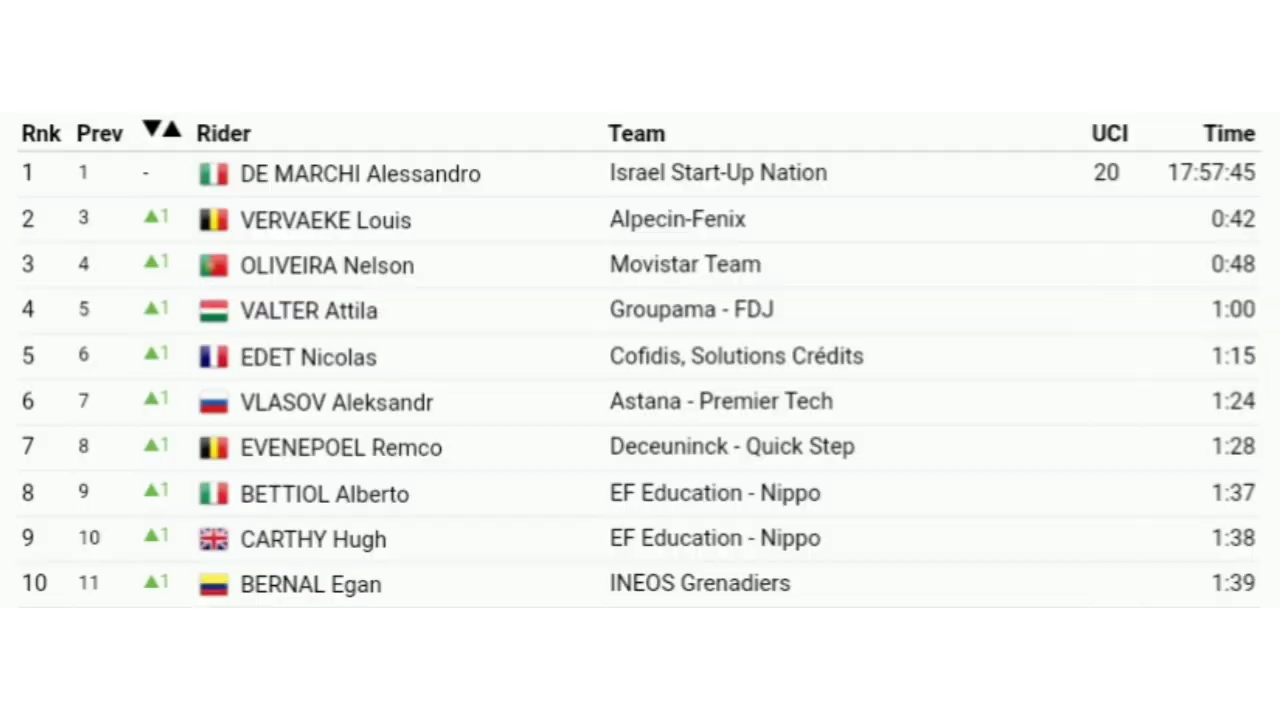 Rnk Prev ▼▲ Rider Team UCI Time
1 1 - DE MARCHI Alessandro Israel Start-Up Nation 20 17:57:45
2 3 ▲1 VERVAEKE Louis Alpecin-Fenix 0:42
3 4 ▲1 OLIVEIRA Nelson Movistar Team 0:48
4 5 ▲1 VALTER Attila Groupama - FDJ 1:00
5 6 ▲1 EDET Nicolas Cofidis, Solutions Crédits 1:15
6 7 ▲1 VLASOV Aleksandr Astana - Premier Tech 1:24
7 8 ▲1 EVENEPOEL Remco Deceuninck - Quick Step 1:28
8 9 ▲1 BETTIOL Alberto EF Education - Nippo 1:37
9 10 ▲1 CARTHY Hugh EF Education - Nippo 1:38
10 11 ▲1 BERNAL Egan INEOS Grenadiers 1:39